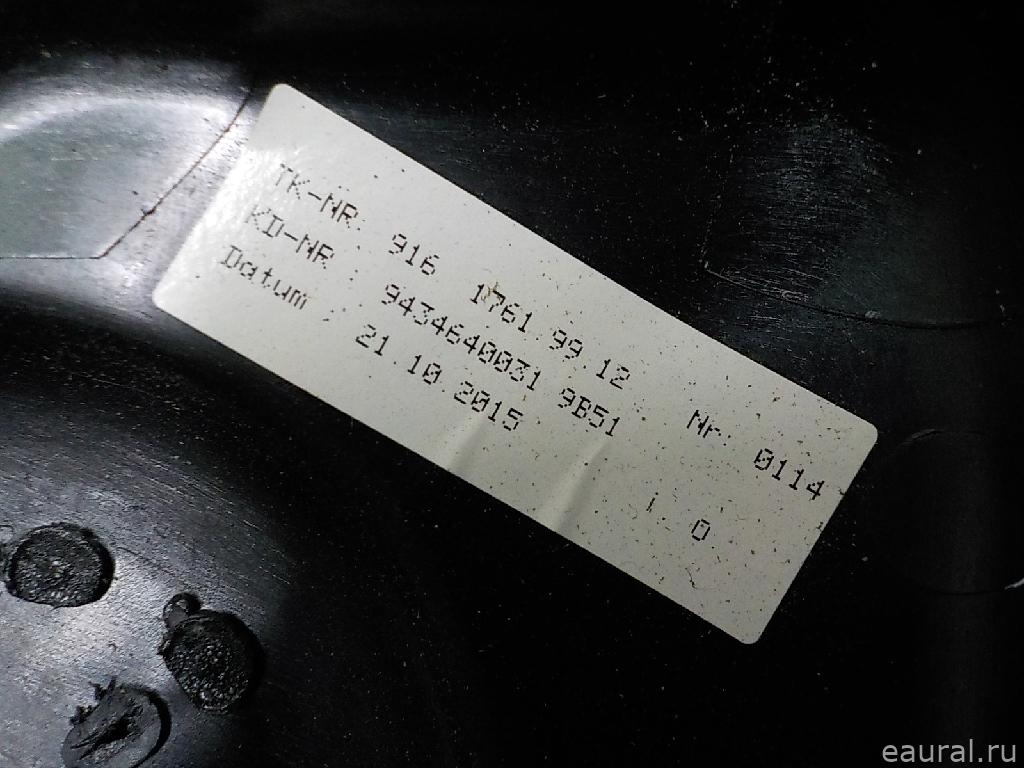 TK-NR: 916 1761.99.12 Nr: 0114
KD-NR : 9434640031 9B51
Datum : 21.10.2015 0
eaural.ru